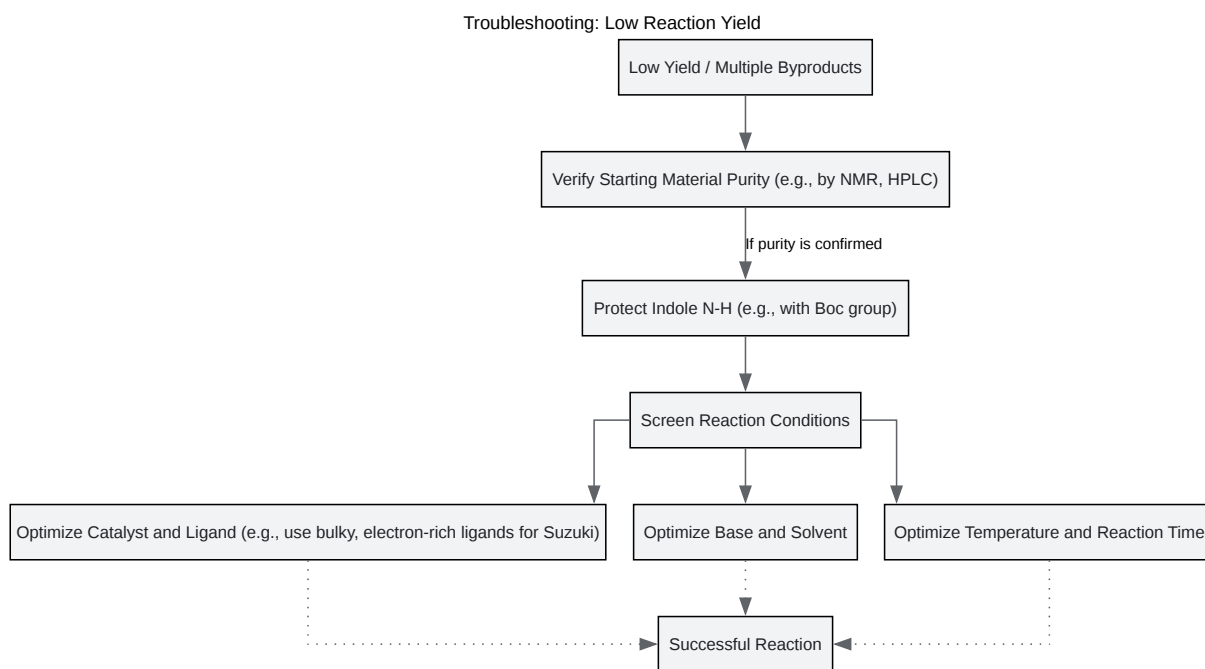 Troubleshooting: Low Reaction Yield
Low Yield / Multiple Byproducts
Verify Starting Material Purity (e.g., by NMR, HPLC)
If purity is confirmed
Protect Indole N-H (e.g., with Boc group)
Screen Reaction Conditions
Optimize Catalyst and Ligand (e.g., use bulky, electron-rich ligands for Suzuki)
Optimize Base and Solvent
Optimize Temperature and Reaction Time
Successful Reaction